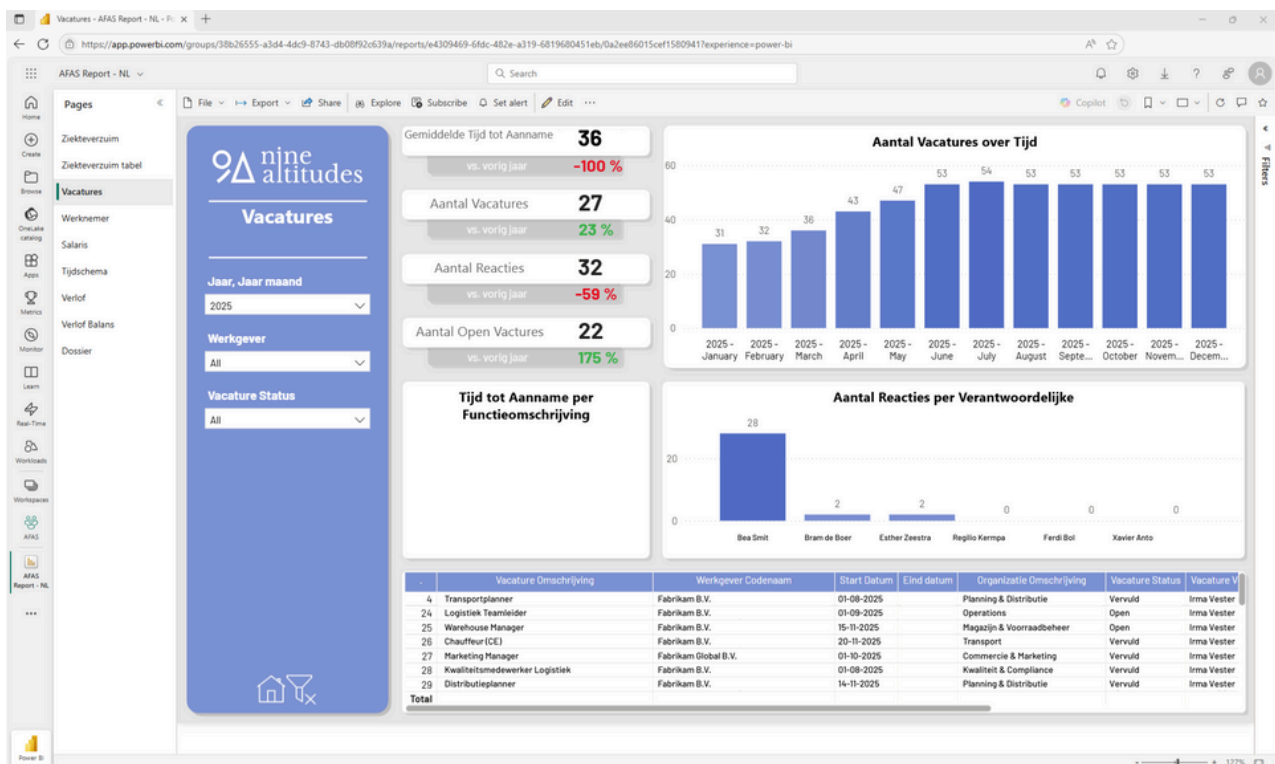 Vacatures - AFAS Report - NL - Po
https://app.powerbi.com/groups/38b26555-a3d4-4dc9-8743-db08f92c639a/reports/e4309469-6fdc-482e-a319-6819680451eb/0a2ee86015cef1580941?experience=power-bi
AFAS Report - NL
Search
Home
Create
Browse
OneLake
catalog
Apps
Metrics
Monitor
Learn
Real-Time
Workloads
Workspaces
AFAS
AFAS
Report - NL
Power BI
Pages
Ziekteverzuim
Ziekteverzuim tabel
Vacatures
Werknemer
Salaris
Tijdschema
Verlof
Verlof Balans
Dossier
File Export Share Explore Subscribe Set alert Edit ... Copilot
Filters
9A nine
altitudes
Vacatures
Jaar, Jaar maand
2025
Werkgever
All
Vacature Status
All
Gemiddelde Tijd tot Aanname 36
vs. vorig jaar -100 %
Aantal Vacatures 27
vs. vorig jaar 23 %
Aantal Reacties 32
vs. vorig jaar -59 %
Aantal Open Vactures 22
vs. vorig jaar 175 %
Aantal Vacatures over Tijd
60
40
20
0
31 32 36 43 47 53 54 53 53 53 53 53
2025 - 2025 - 2025 - 2025 - 2025 - 2025 - 2025 - 2025 - 2025 - 2025 - 2025 - 2025 -
January February March April May June July August Septe... October Novem... Decem...
Tijd tot Aanname per
Functieomschrijving
Aantal Reacties per Verantwoordelijke
20
0
28 2 2 0 0 0
Bea Smit Bram de Boer Esther Zeestra Regilio Kermpa Ferdi Bol Xavier Anto
. Vacature Omschrijving Werkgever Codenaam Start Datum Eind datum Organizatie Omschrijving Vacature Status Vacature V
4 Transportplanner Fabrikam B.V. 01-08-2025 Planning & Distributie Vervuld Irma Vester
24 Logistiek Teamleider Fabrikam B.V. 01-09-2025 Operations Open Irma Vester
25 Warehouse Manager Fabrikam B.V. 15-11-2025 Magazijn & Voorraadbeheer Open Irma Vester
26 Chauffeur (CE) Fabrikam B.V. 20-11-2025 Transport Vervuld Irma Vester
27 Marketing Manager Fabrikam Global B.V. 01-10-2025 Commercie & Marketing Vervuld Irma Vester
28 Kwaliteitsmedewerker Logistiek Fabrikam B.V. 01-08-2025 Kwaliteit & Compliance Vervuld Irma Vester
29 Distributieplanner Fabrikam B.V. 14-11-2025 Planning & Distributie Vervuld Irma Vester
Total
122%